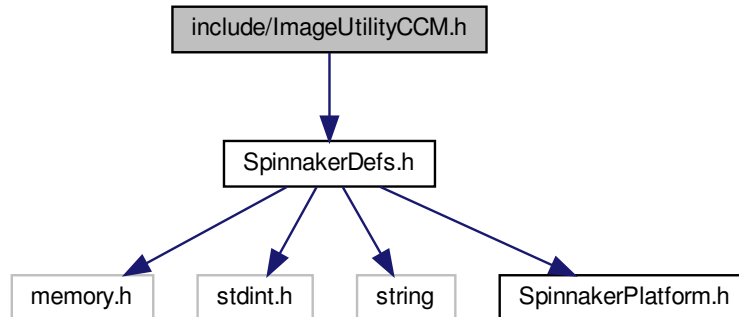 include/ImageUtilityCCM.h
SpinnakerDefs.h
memory.h
stdint.h
string
SpinnakerPlatform.h